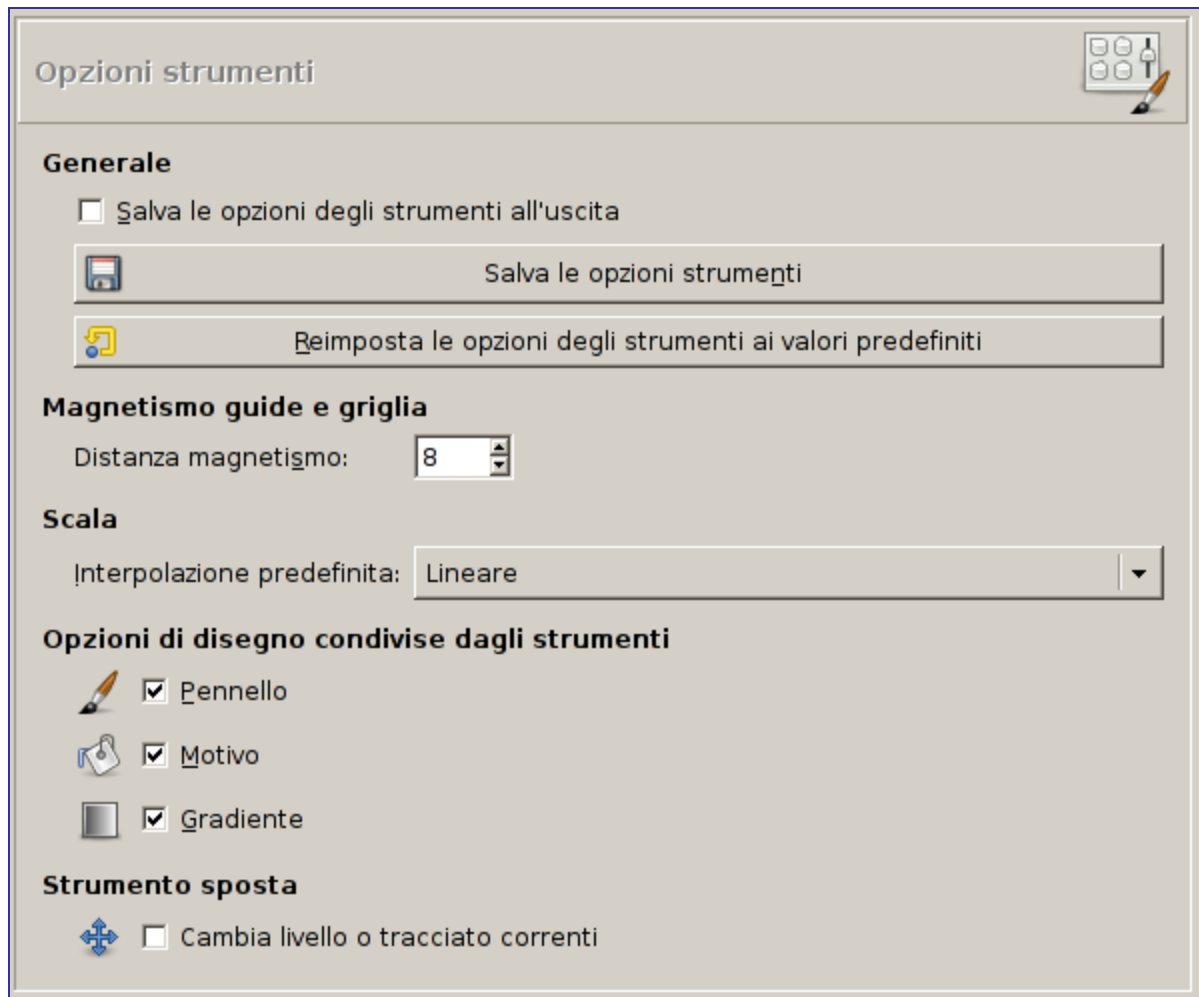 Opzioni strumenti
Generale
Salva le opzioni degli strumenti all'uscita
Salva le opzioni strumenti
Reimposta le opzioni degli strumenti ai valori predefiniti
Magnetismo guide e griglia
Distanza magnetismo: 8
Scala
Interpolazione predefinita: Lineare
Opzioni di disegno condivise dagli strumenti
Pennello
Motivo
Gradiente
Strumento sposta
Cambia livello o tracciato correnti